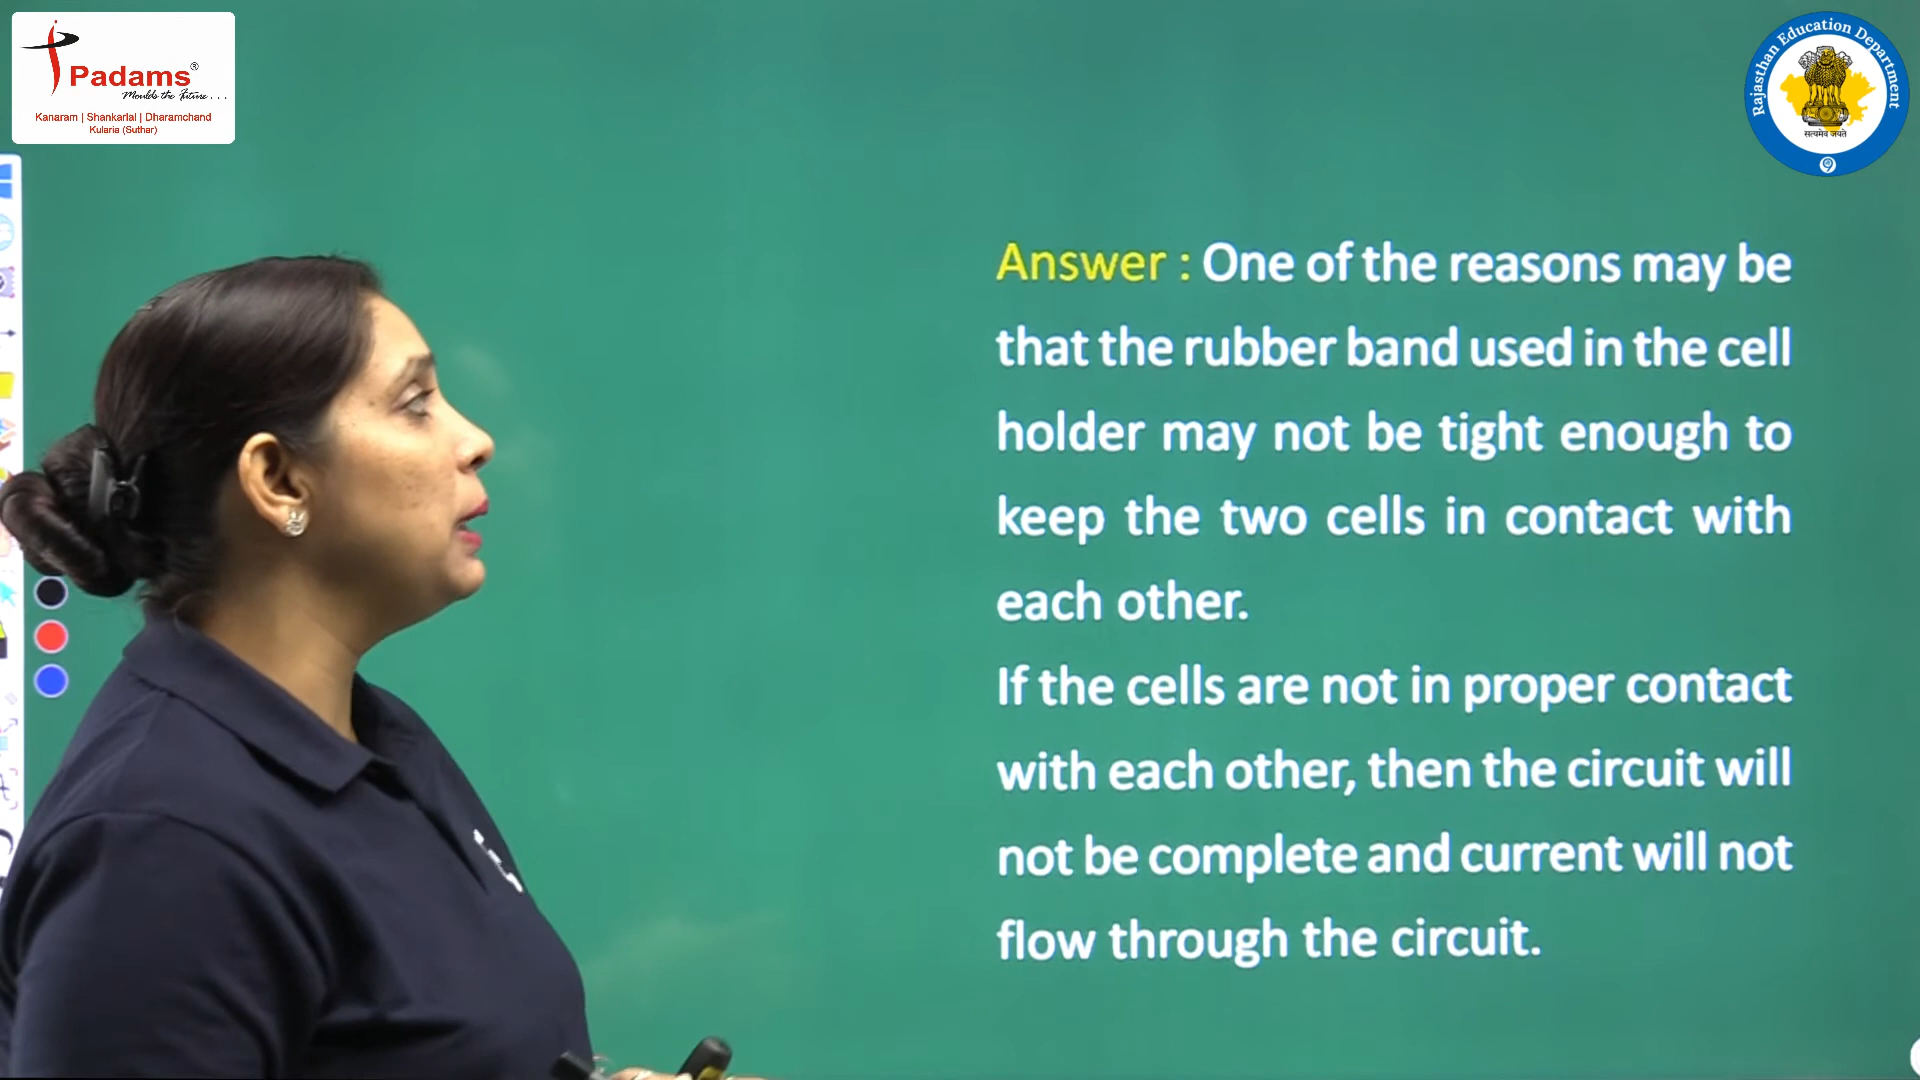 Padams®
Moulds the Future . . .
Kanaram | Shankarlal | Dharamchand
Kularia (Suthar)
Rajasthan Education Department
सत्यमेव जयते
Answer : One of the reasons may be
that the rubber band used in the cell
holder may not be tight enough to
keep the two cells in contact with
each other.
If the cells are not in proper contact
with each other, then the circuit will
not be complete and current will not
flow through the circuit.